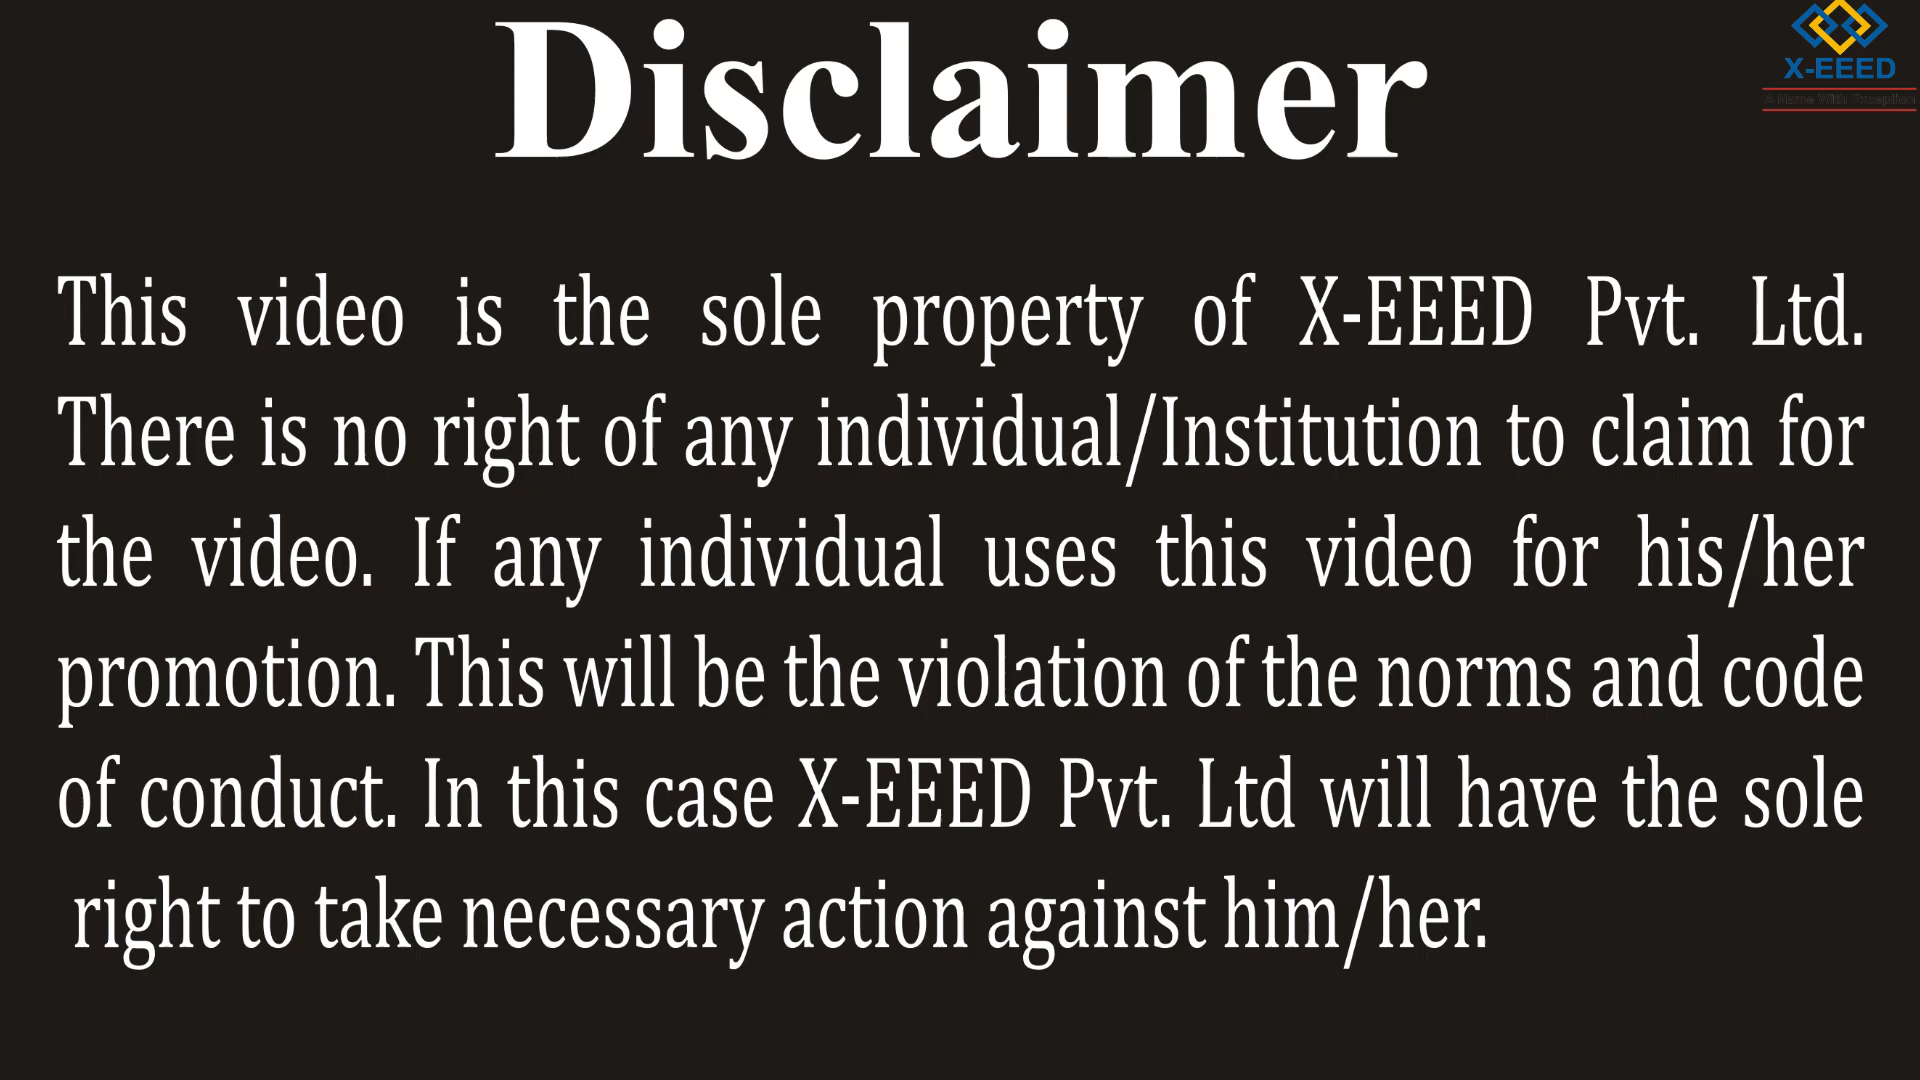 Disclaimer
X-EEED
A Name With Exception
This video is the sole property of X-EEED Pvt. Ltd.
There is no right of any individual/Institution to claim for
the video. If any individual uses this video for his/her
promotion. This will be the violation of the norms and code
of conduct. In this case X-EEED Pvt. Ltd will have the sole
right to take necessary action against him/her.